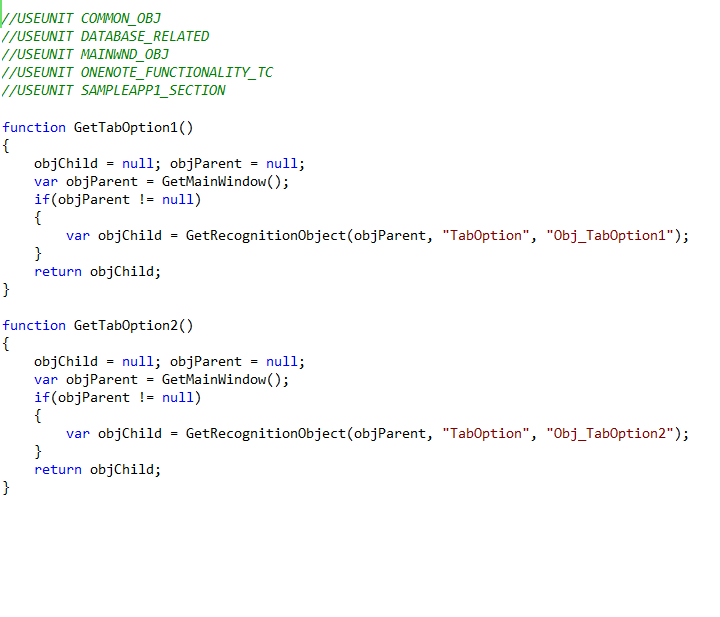 //USEUNIT COMMON_OBJ
//USEUNIT DATABASE_RELATED
//USEUNIT MAINWND_OBJ
//USEUNIT ONENOTE_FUNCTIONALITY_TC
//USEUNIT SAMPLEAPP1_SECTION

function GetTabOption1()
{
    objChild = null; objParent = null;
    var objParent = GetMainWindow();
    if(objParent != null)
    {
        var objChild = GetRecognitionObject(objParent, "TabOption", "Obj_TabOption1");
    }
    return objChild;
}

function GetTabOption2()
{
    objChild = null; objParent = null;
    var objParent = GetMainWindow();
    if(objParent != null)
    {
        var objChild = GetRecognitionObject(objParent, "TabOption", "Obj_TabOption2");
    }
    return objChild;
}